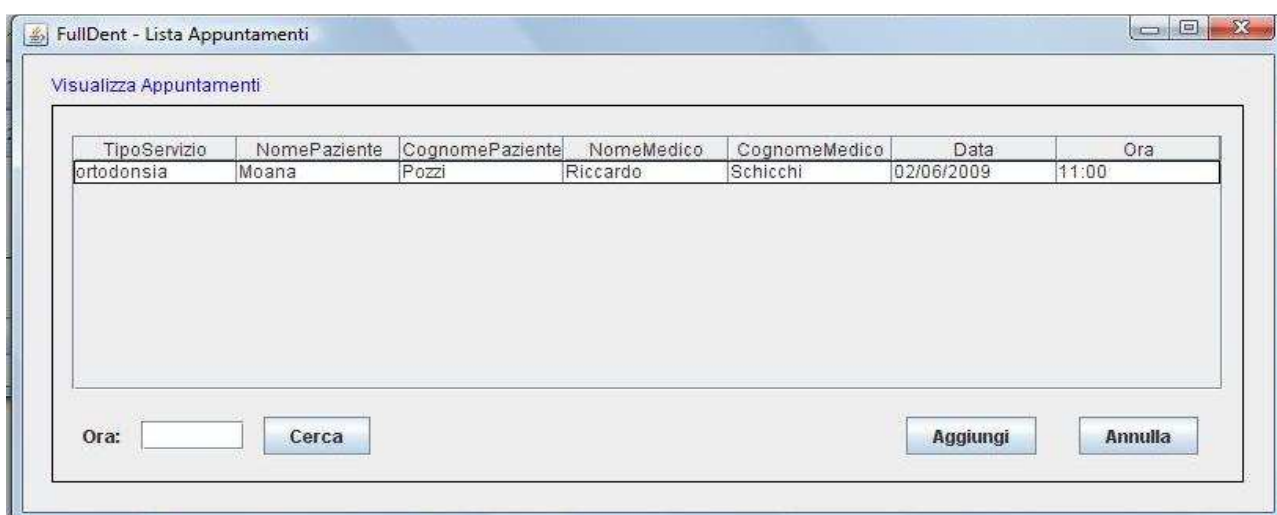 FullDent - Lista Appuntamenti
Visualizza Appuntamenti
TipoServizio NomePaziente CognomePaziente NomeMedico CognomeMedico Data Ora
ortodonsia Moana Pozzi Riccardo Schicchi 02/06/2009 11:00
Ora: Cerca Aggiungi Annulla